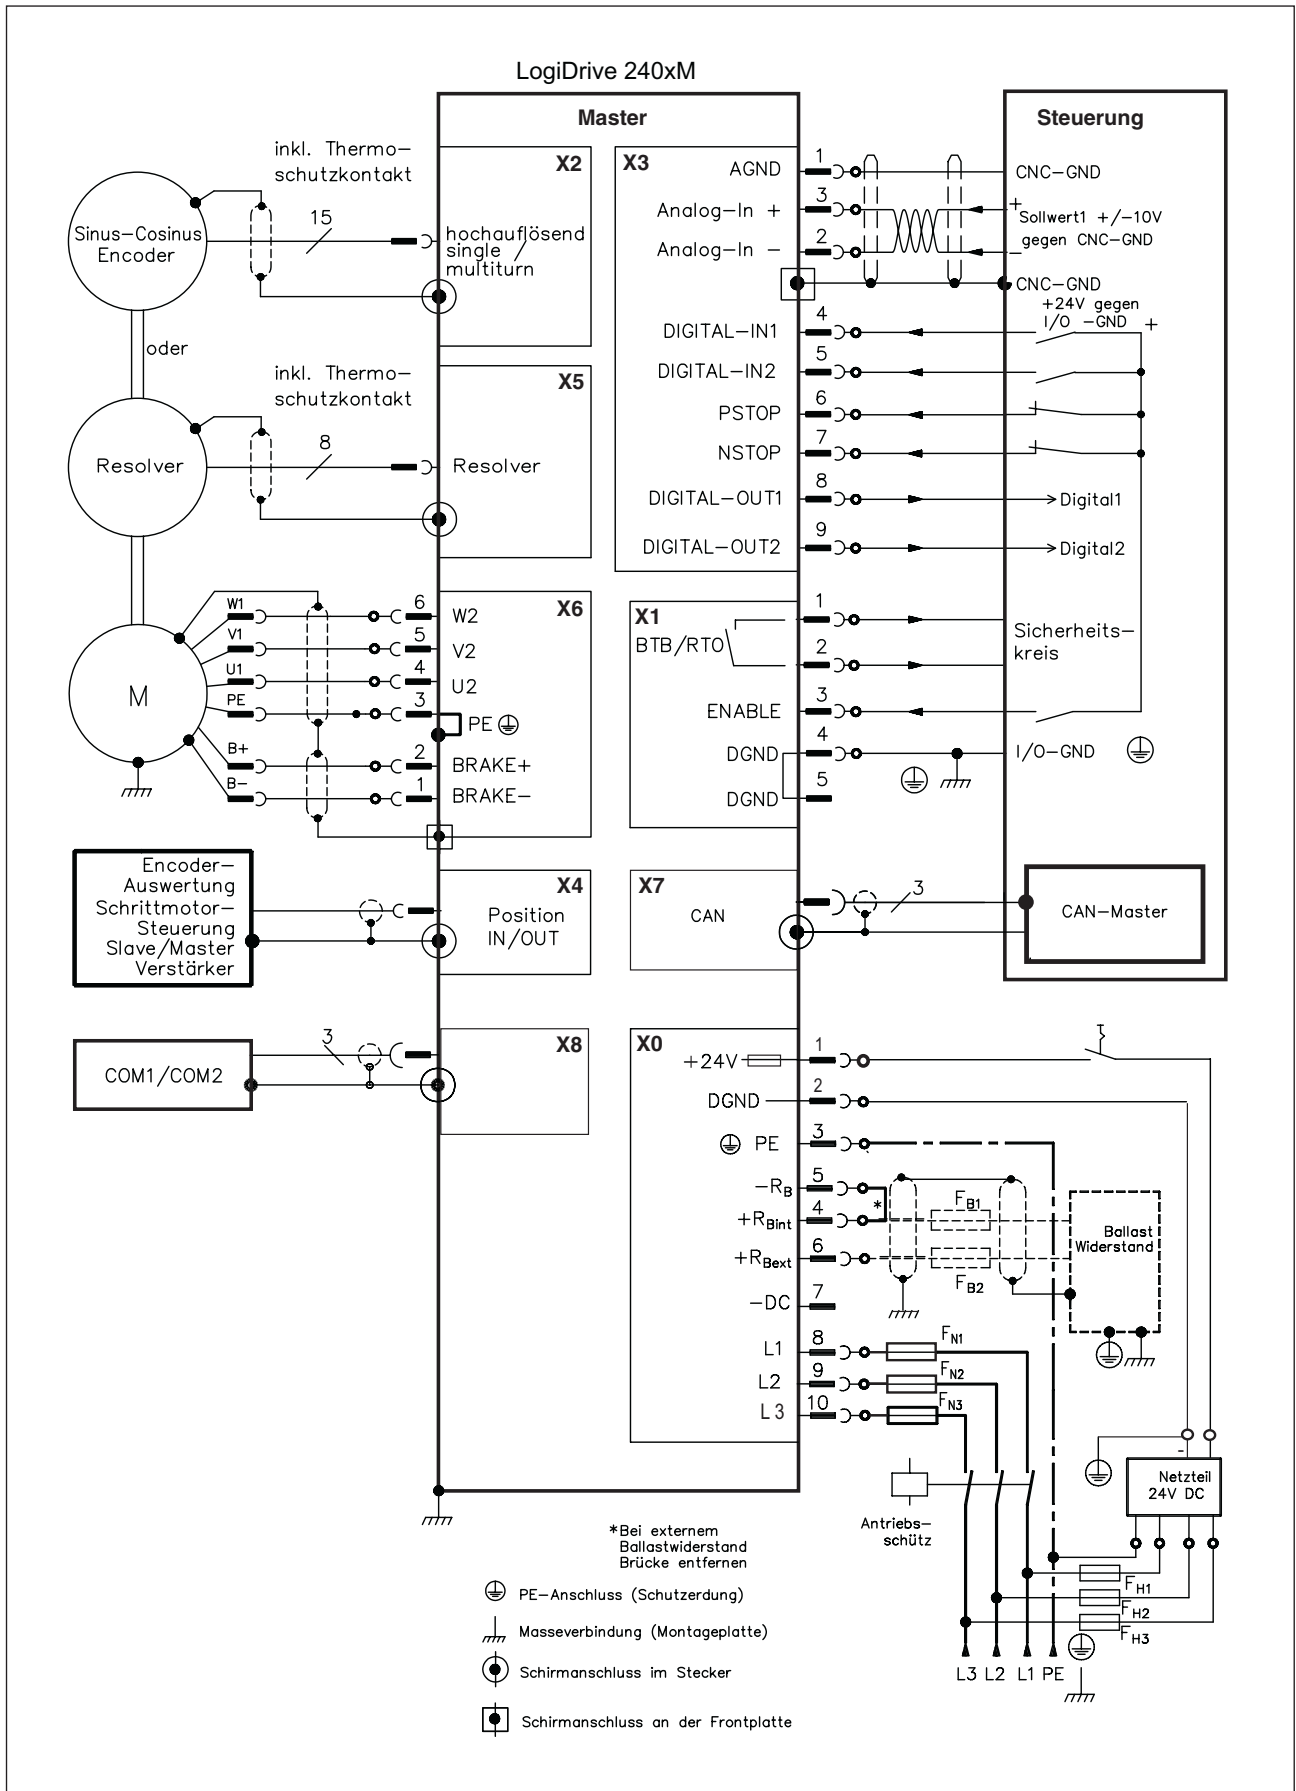 LogiDrive 240xM
Master
Steuerung
inkl. Thermo-
schutzkontakt
X2
Sinus-Cosinus
Encoder
15
hochauflösend
single /
multiturn
oder
inkl. Thermo-
schutzkontakt
X5
Resolver
8
Resolver
X6
M
W1
6
W2
V1
5
V2
U1
4
U2
PE
3
PE
B+
2
BRAKE+
B-
1
BRAKE-
Encoder-
Auswertung
Schrittmotor-
Steuerung
Slave/Master
Verstärker
X4
Position
IN/OUT
COM1/COM2
3
X8
X3
AGND
1
CNC-GND
Analog-In +
3
+
Sollwert1 +/-10V
gegen CNC-GND
Analog-In -
2
-
CNC-GND
+24V gegen
I/O -GND +
DIGITAL-IN1
4
DIGITAL-IN2
5
PSTOP
6
NSTOP
7
DIGITAL-OUT1
8
Digital1
DIGITAL-OUT2
9
Digital2
X1
BTB/RTO
1
2
Sicherheits-
kreis
ENABLE
3
DGND
4
I/O-GND
DGND
5
X7
CAN
3
CAN-Master
X0
+24V
1
DGND
2
PE
3
-RB
5
*
+RBint
4
FB1
+RBext
6
FB2
Ballast
Widerstand
-DC
7
L1
8
FN1
L2
9
FN2
L3
10
FN3
-
Netzteil
24V DC
Antriebs-
schütz
FH1
FH2
FH3
L3 L2 L1 PE
*Bei externem
Ballastwiderstand
Brücke entfernen
PE-Anschluss (Schutzerdung)
Masseverbindung (Montageplatte)
Schirmanschluss im Stecker
Schirmanschluss an der Frontplatte